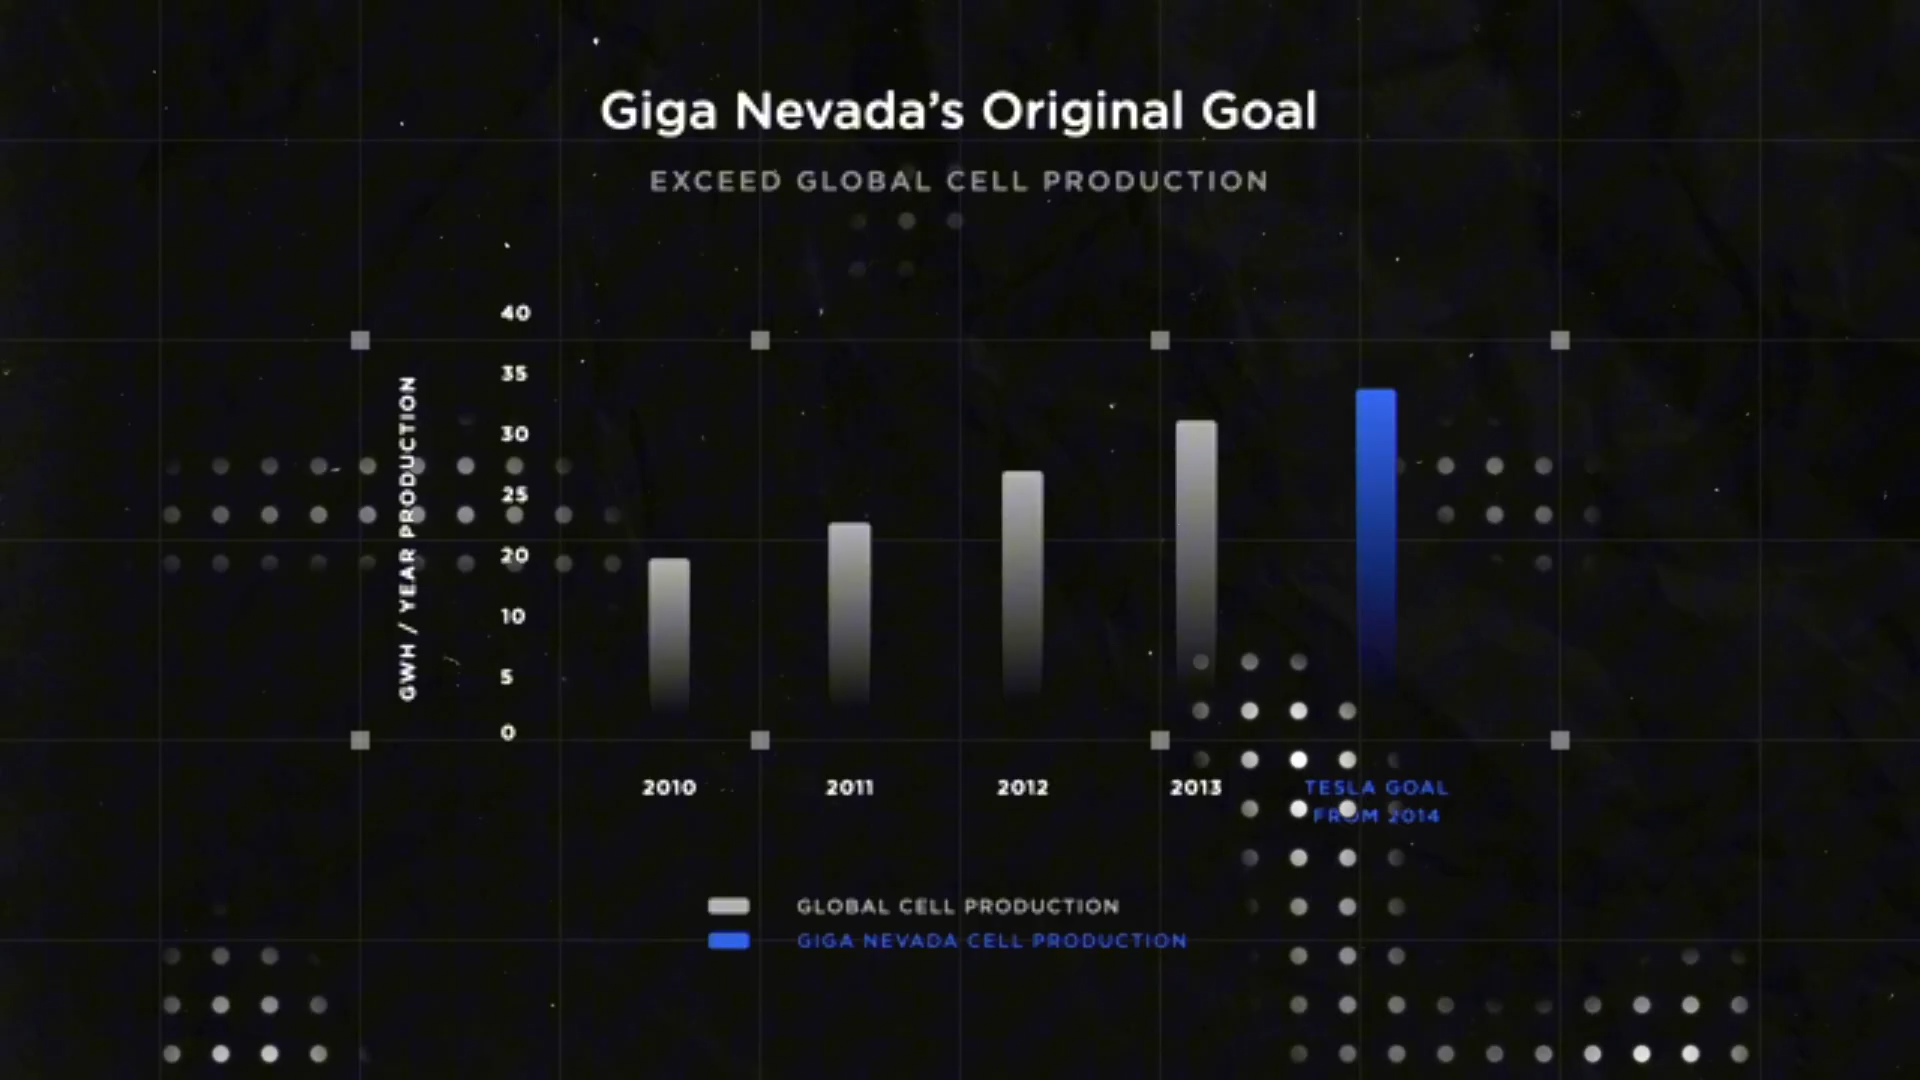 Giga Nevada’s Original Goal
EXCEED GLOBAL CELL PRODUCTION
GWH / YEAR PRODUCTION
40
35
30
25
20
10
5
0
2010
2011
2012
2013
TESLA GOAL
FROM 2014
GLOBAL CELL PRODUCTION
GIGA NEVADA CELL PRODUCTION